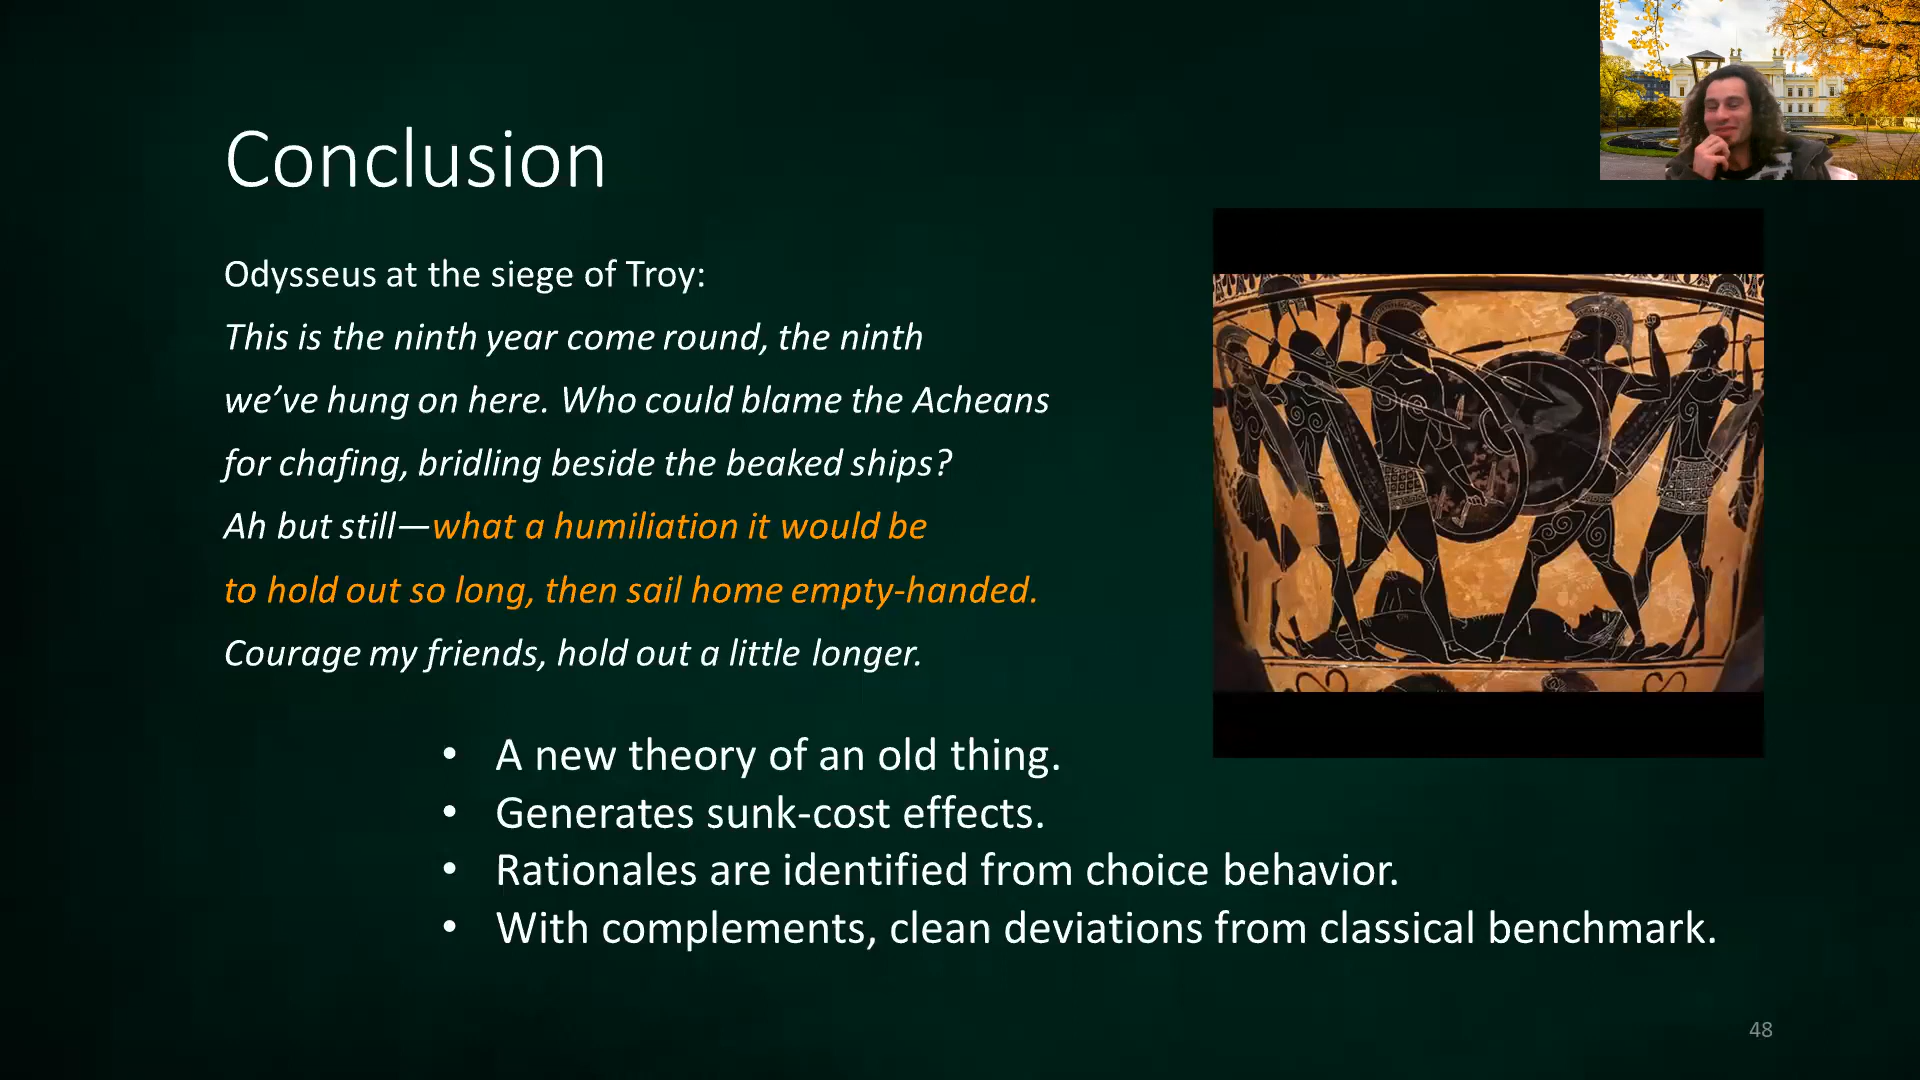 Conclusion
Odysseus at the siege of Troy:
This is the ninth year come round, the ninth
we’ve hung on here. Who could blame the Acheans
for chafing, bridling beside the beaked ships?
Ah but still—what a humiliation it would be
to hold out so long, then sail home empty-handed.
Courage my friends, hold out a little longer.
• A new theory of an old thing.
• Generates sunk-cost effects.
• Rationales are identified from choice behavior.
• With complements, clean deviations from classical benchmark.
48